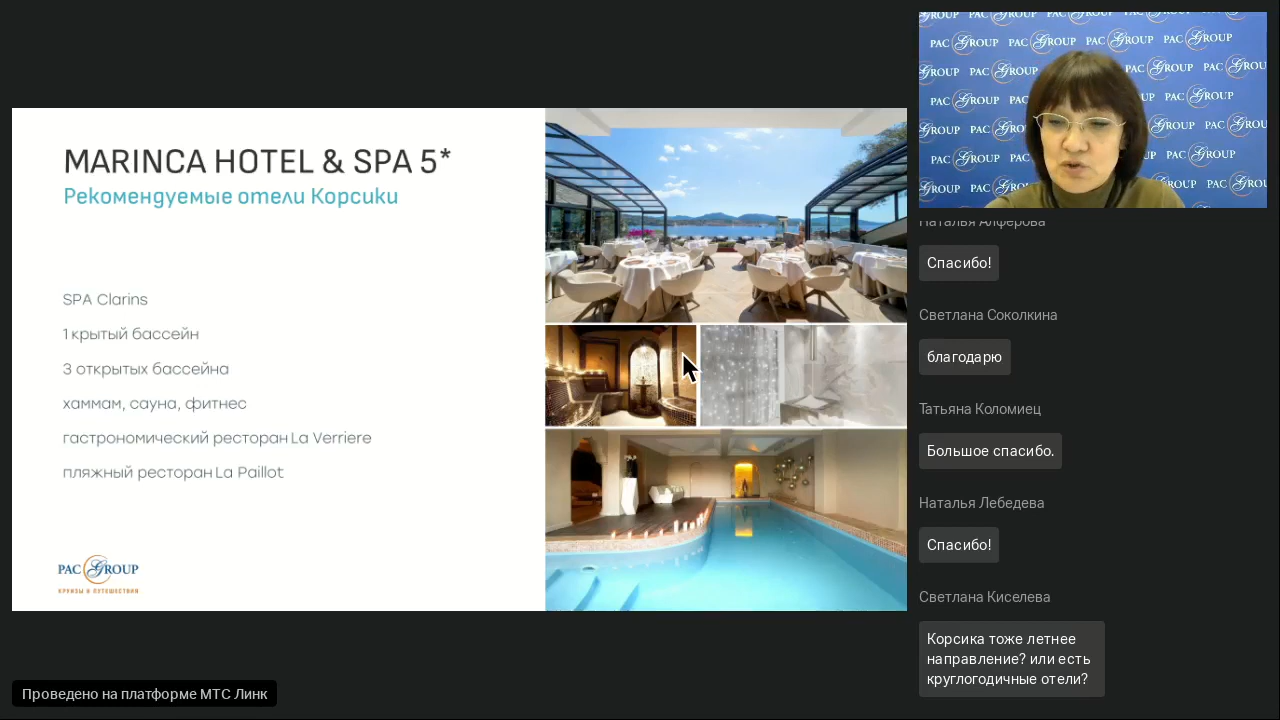 MARINCA HOTEL & SPA 5*
Рекомендуемые отели Корсики
SPA Clarins
1 крытый бассейн
3 открытых бассейна
хаммам, сауна, фитнес
гастрономический ресторан La Verriere
пляжный ресторан La Paillot
PAC GROUP
КРУИЗЫ & ПУТЕШЕСТВИЯ
Проведено на платформе МТС Линк
PAC GROUP
Наталья Алферова
Спасибо!
Светлана Соколкина
благодарю
Татьяна Коломиец
Большое спасибо.
Наталья Лебедева
Спасибо!
Светлана Киселева
Корсика тоже летнее
направление? или есть
круглогодичные отели?